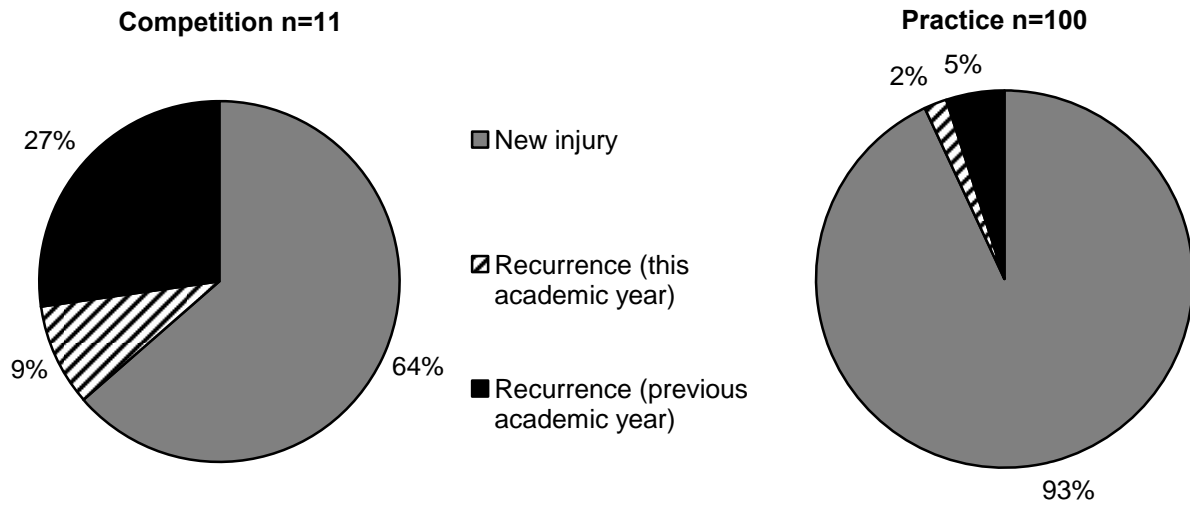 Competition n=11
27%
9%
64%
New injury
Recurrence (this
academic year)
Recurrence (previous
academic year)
Practice n=100
2%
5%
93%